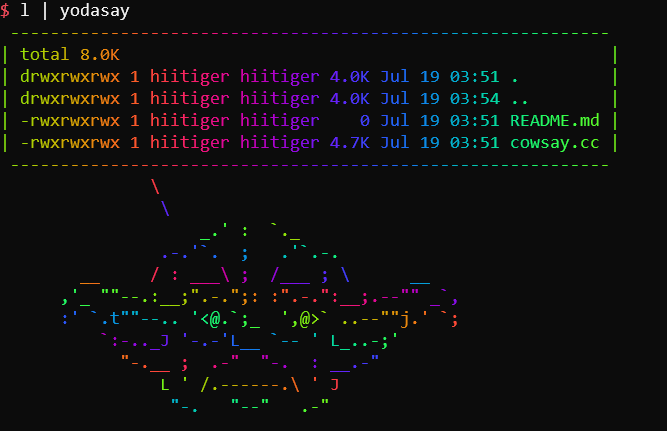 $ l | yodasay
 ------------------------------------------------------------
| total 8.0K                                                 |
| drwxrwxrwx 1 hiitiger hiitiger 4.0K Jul 19 03:51 .         |
| drwxrwxrwx 1 hiitiger hiitiger 4.0K Jul 19 03:54 ..        |
| -rwxrwxrwx 1 hiitiger hiitiger    0 Jul 19 03:51 README.md |
| -rwxrwxrwx 1 hiitiger hiitiger 4.7K Jul 19 03:51 cowsay.cc |
 ------------------------------------------------------------
               \
                \
                    _.' :  `._
                .-.'`.  ;   .'`.-.
        __     / : ___\ ;  /___ ; \      __
      ,'_ ""--.:__;".-.";: :".-.":__;.--"" _`,
      :' `.t""--.. '<@.`;_  ',@>` ..--""j.' `;
          `:-.._J '-.-'L__ `-- ' L_..-;'
            "-.__ ;  .-"  "-.  : __.-"
                L ' /.------.\ ' J
                 "-.   "--"   .-"